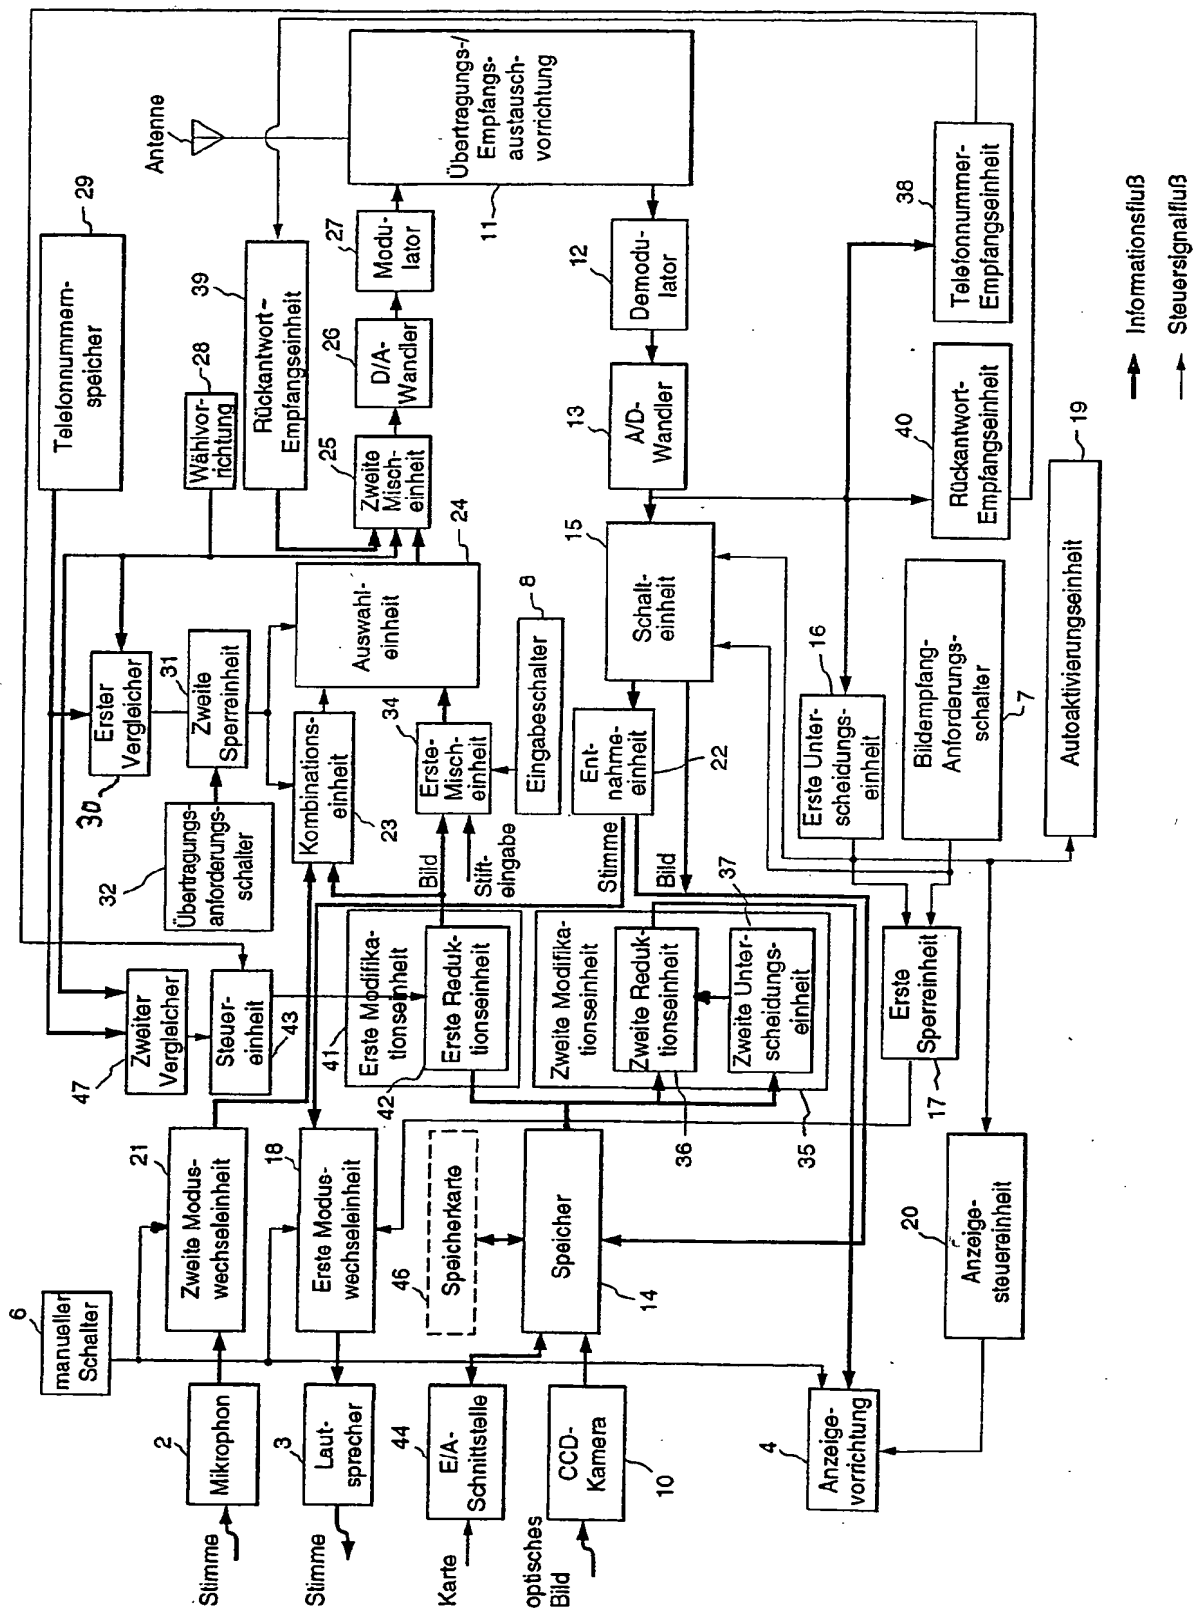 6
manueller
Schalter
Stimme
2
Mikrophon
21
Zweite Modus-
wechseleinheit
47
Zweiter
Vergleicher
Steuer-
einheit
43
Stimme
3
Laut-
sprecher
18
Erste Modus-
wechseleinheit
Karte
44
E/A-
Schnittstelle
46
Speicherkarte
optisches
Bild
CCD-
Kamera
10
Speicher
14
41
Erste Modifika-
tionseinheit
42
Erste Reduk-
tionseinheit
Zweite Modifika-
tionseinheit
Zweite Reduk-
tionseinheit
36
37
Zweite Unter-
scheidungs-
einheit
35
4
Anzeige-
vorrichtung
20
Anzeige-
steuereinheit
Erste
Sperreinheit
17
32
Übertragungs-
anforderungs-
schalter
30
Erster
Vergleicher
31
Zweite
Sperreinheit
Kombinations-
einheit
23
Bild
Stift-
eingabe
34
Erste-
Misch-
einheit
Eingabeschalter
8
Auswahl-
einheit
24
Stimme
Bild
Ent-
nahme-
einheit
22
15
Schalt-
einheit
Erste Unter-
scheidungs-
einheit
16
Bildempfang-
Anforderungs-
schalter
7
Autoaktivierungseinheit
19
Telefonnummern-
speicher
29
Wählvor-
richtung
28
Rückantwort-
Empfangseinheit
39
25
Zweite
Misch-
einheit
26
D/A-
Wandler
27
Modu-
lator
Antenne
Übertragungs-/
Empfangs-
austausch-
vorrichtung
11
12
Demodu-
lator
13
A/D-
Wandler
40
Rückantwort-
Empfangseinheit
38
Telefonnummer-
Empfangseinheit
Informationsfluß
Steuersignalfluß